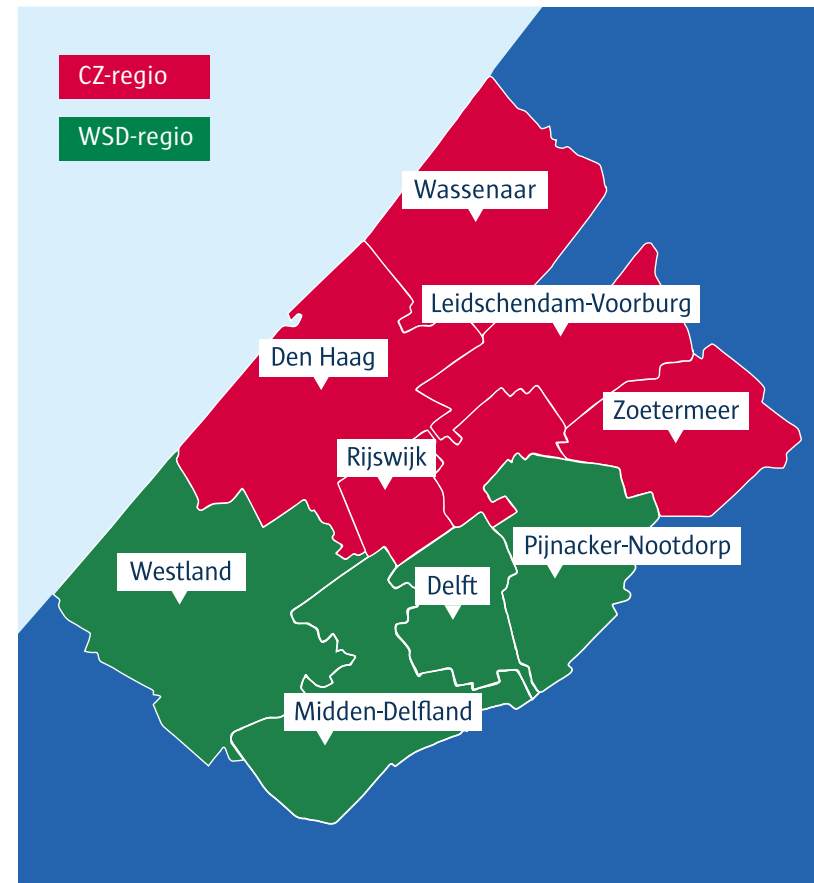 CZ-regio
WSD-regio
Wassenaar
Leidschendam-Voorburg
Den Haag
Zoetermeer
Rijswijk
Pijnacker-Nootdorp
Westland
Delft
Midden-Delfland